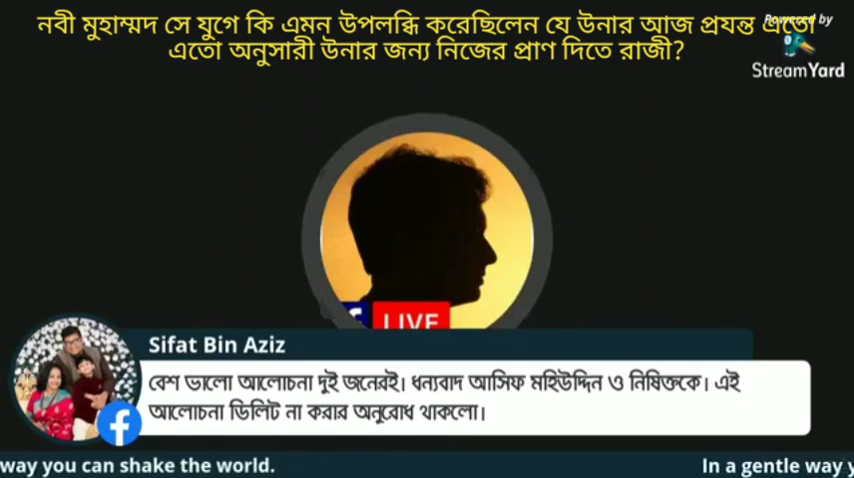 নবী মুহাম্মদ সে যুগে কি এমন উপলব্ধি করেছিলেন যে উনার আজ প্রযন্ত এতো
এতো অনুসারী উনার জন্য নিজের প্রাণ দিতে রাজী?
Powered by
StreamYard
LIVE
Sifat Bin Aziz
বেশ ভালো আলোচনা দুই জনেরই। ধন্যবাদ আসিফ মহিউদ্দিন ও নিষিক্তকে। এই
আলোচনা ডিলিট না করার অনুরোধ থাকলো।
way you can shake the world. In a gentle way y